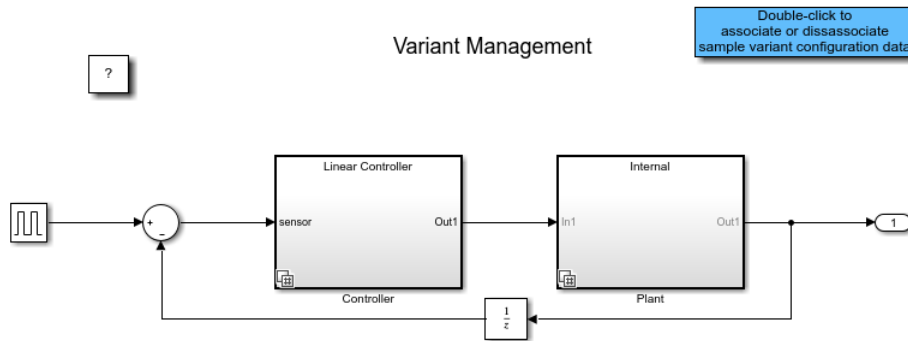 Double-click to
associate or dissassociate
sample variant configuration data
Variant Management
?
Linear Controller
Internal
+
−
sensor
Out1
In1
Out1
1
Controller
Plant
1
z